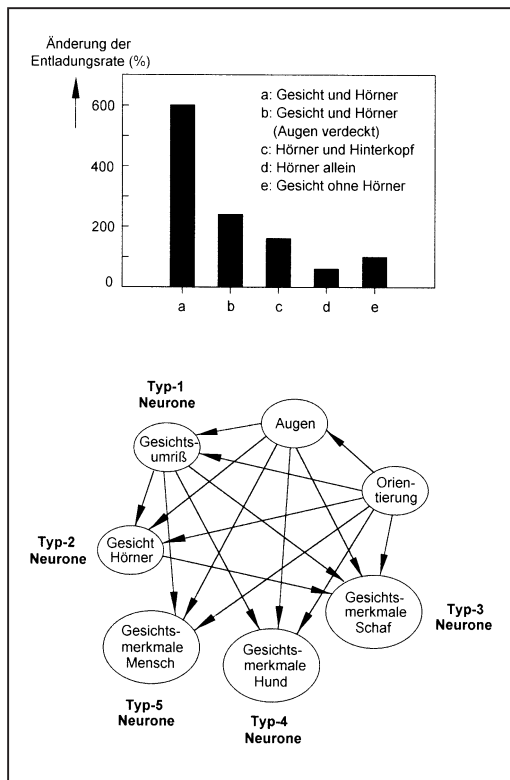 Änderung der
Entladungsrate (%)
600
400
200
0
a: Gesicht und Hörner
b: Gesicht und Hörner
(Augen verdeckt)
c: Hörner und Hinterkopf
d: Hörner allein
e: Gesicht ohne Hörner
a b c d e
Typ-1
Neurone
Gesichts-
umriß
Augen
Orien-
tierung
Typ-2
Neurone
Gesicht
Hörner
Gesichts-
merkmale
Schaf
Typ-3
Neurone
Gesichts-
merkmale
Mensch
Typ-5
Neurone
Gesichts-
merkmale
Hund
Typ-4
Neurone